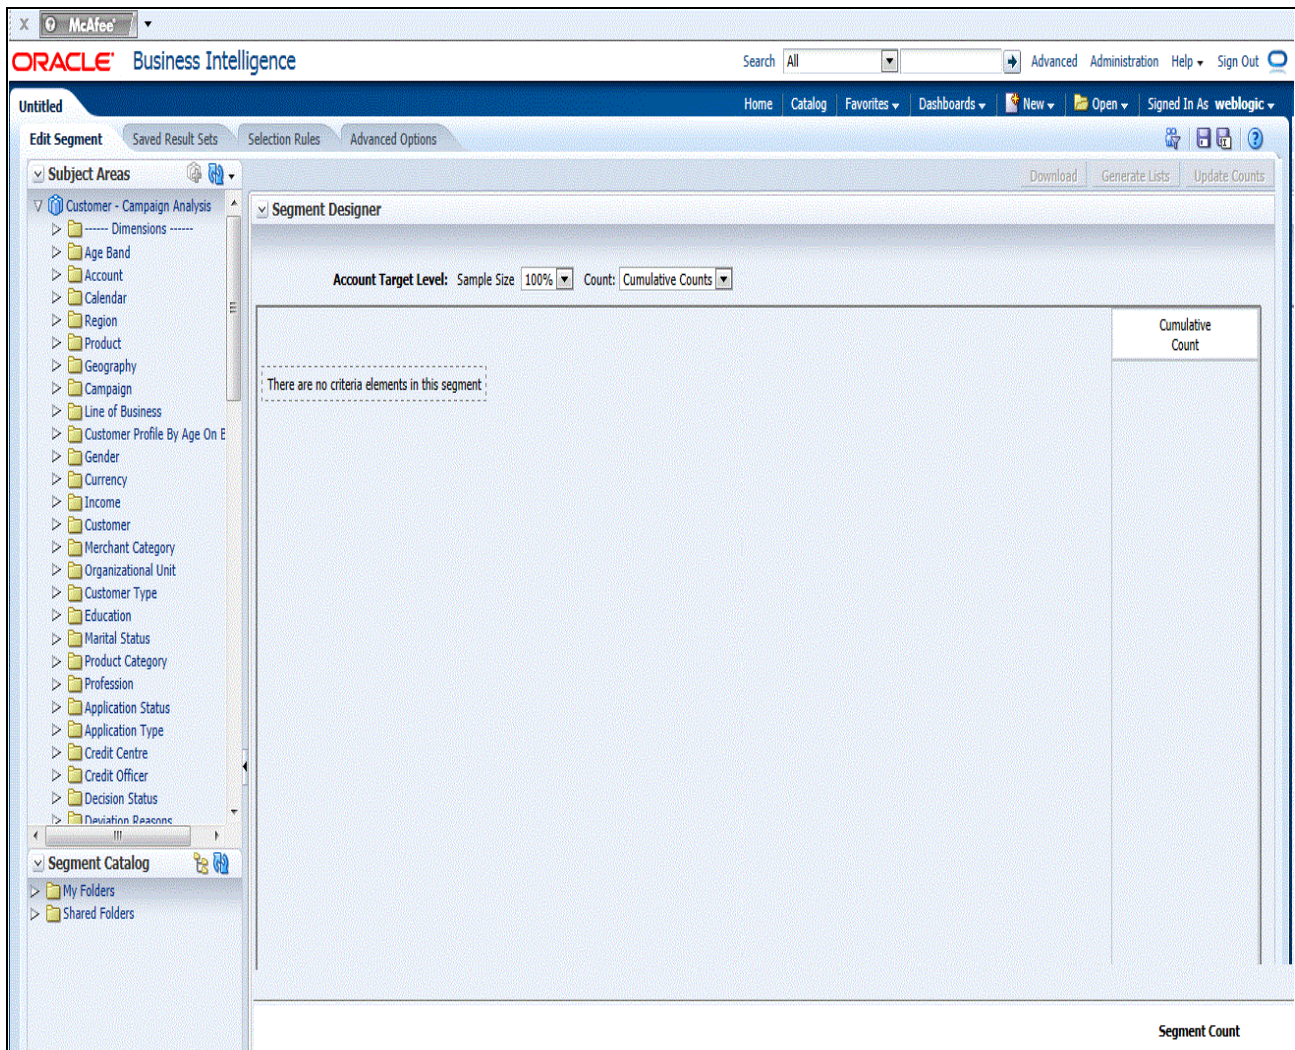 X McAfee
ORACLE Business Intelligence
Search All Advanced Administration Help Sign Out
Untitled
Home Catalog Favorites Dashboards New Open Signed In As weblogic
Edit Segment Saved Result Sets Selection Rules Advanced Options
Subject Areas
Download Generate Lists Update Counts
Customer - Campaign Analysis
------ Dimensions ------
Age Band
Account
Calendar
Region
Product
Geography
Campaign
Line of Business
Customer Profile By Age On
Gender
Currency
Income
Customer
Merchant Category
Organizational Unit
Customer Type
Education
Marital Status
Product Category
Profession
Application Status
Application Type
Credit Centre
Credit Officer
Decision Status
Deviation Reasons
Segment Catalog
My Folders
Shared Folders
Segment Designer
Account Target Level: Sample Size 100% Count: Cumulative Counts
Cumulative
Count
There are no criteria elements in this segment
Segment Count